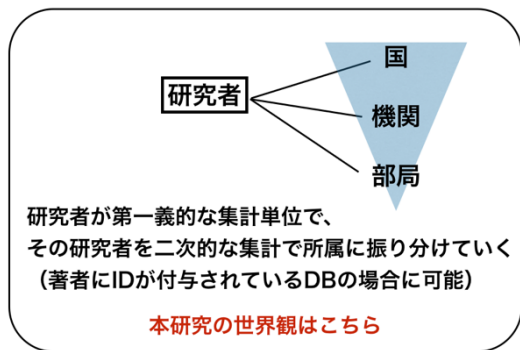 国
研究者
機関
部局
研究者が第一義的な集計単位で、
その研究者を二次的な集計で所属に振り分けていく
（著者にIDが付与されているDBの場合に可能）
本研究の世界観はこちら